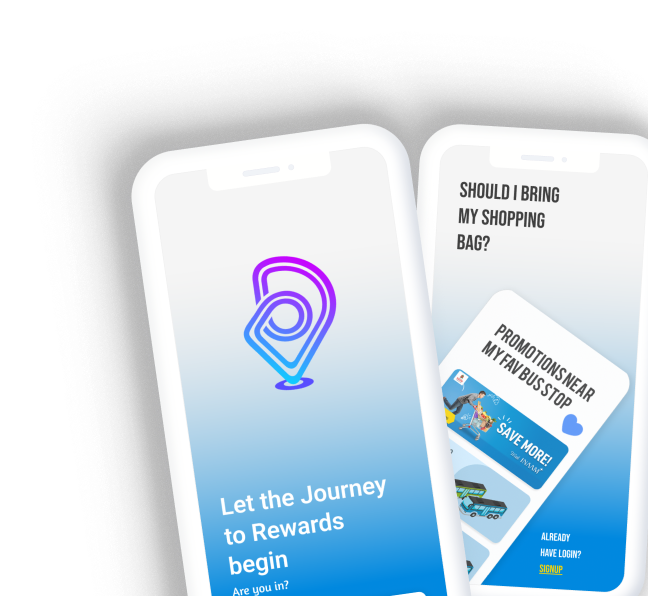 Let the Journey
to Rewards
begin
Are you in?
SHOULD I BRING
MY SHOPPING
BAG?
PROMOTIONS NEAR
MY FAV BUS STOP
SAVE MORE!
ALREADY
HAVE LOGIN?
SIGNUP